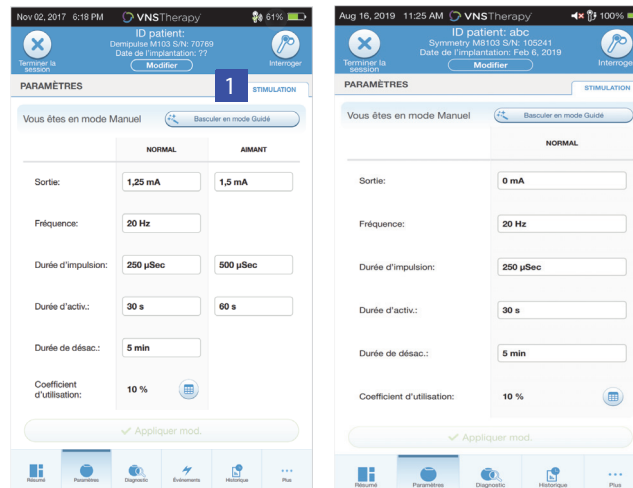 Nov 02, 2017 6:18 PM VNSTherapy 61%
ID patient:
Demipulse M103 S/N: 70769
Date de l'implantation: ??
Terminer la
session
Modifier
Interroger
PARAMÈTRES
1
STIMULATION
Vous êtes en mode Manuel
Basculer en mode Guidé
NORMAL AIMANT
Sortie: 1,25 mA 1,5 mA
Fréquence: 20 Hz
Durée d'impulsion: 250 µSec 500 µSec
Durée d'activ.: 30 s 60 s
Durée de désac.: 5 min
Coefficient
d'utilisation: 10 %
Appliquer mod.
Résumé Paramètres Diagnostic Événements Historique Plus
Aug 16, 2019 11:25 AM VNSTherapy 100%
ID patient: abc
Symmetry M8103 S/N: 105241
Date de l'implantation: Feb 6, 2019
Terminer la
session
Modifier
Interroger
PARAMÈTRES
STIMULATION
Vous êtes en mode Manuel
Basculer en mode Guidé
NORMAL
Sortie: 0 mA
Fréquence: 20 Hz
Durée d'impulsion: 250 µSec
Durée d'activ.: 30 s
Durée de désac.: 5 min
Coefficient d'utilisation: 10 %
Appliquer mod.
Résumé Paramètres Diagnostic Historique Plus